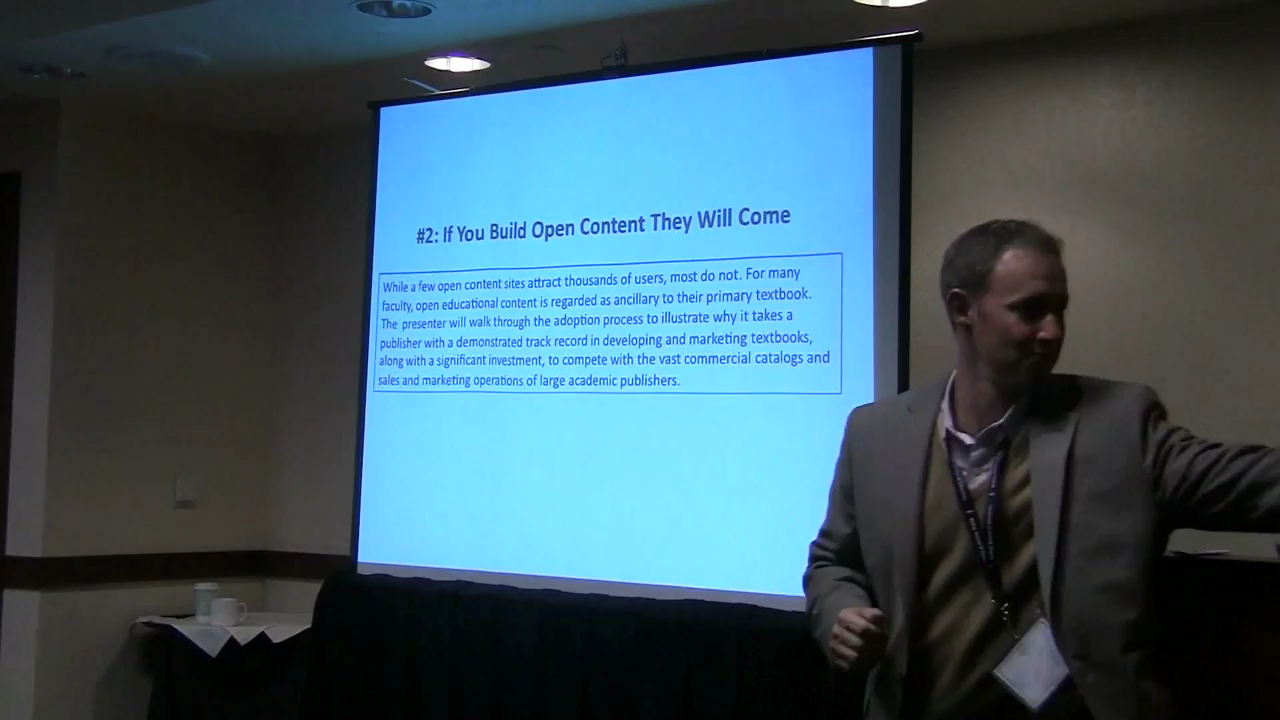 #2: If You Build Open Content They Will Come
While a few open content sites attract thousands of users, most do not. For many
faculty, open educational content is regarded as ancillary to their primary textbook.
The presenter will walk through the adoption process to illustrate why it takes a
publisher with a demonstrated track record in developing and marketing textbooks,
along with a significant investment, to compete with the vast commercial catalogs and
sales and marketing operations of large academic publishers.